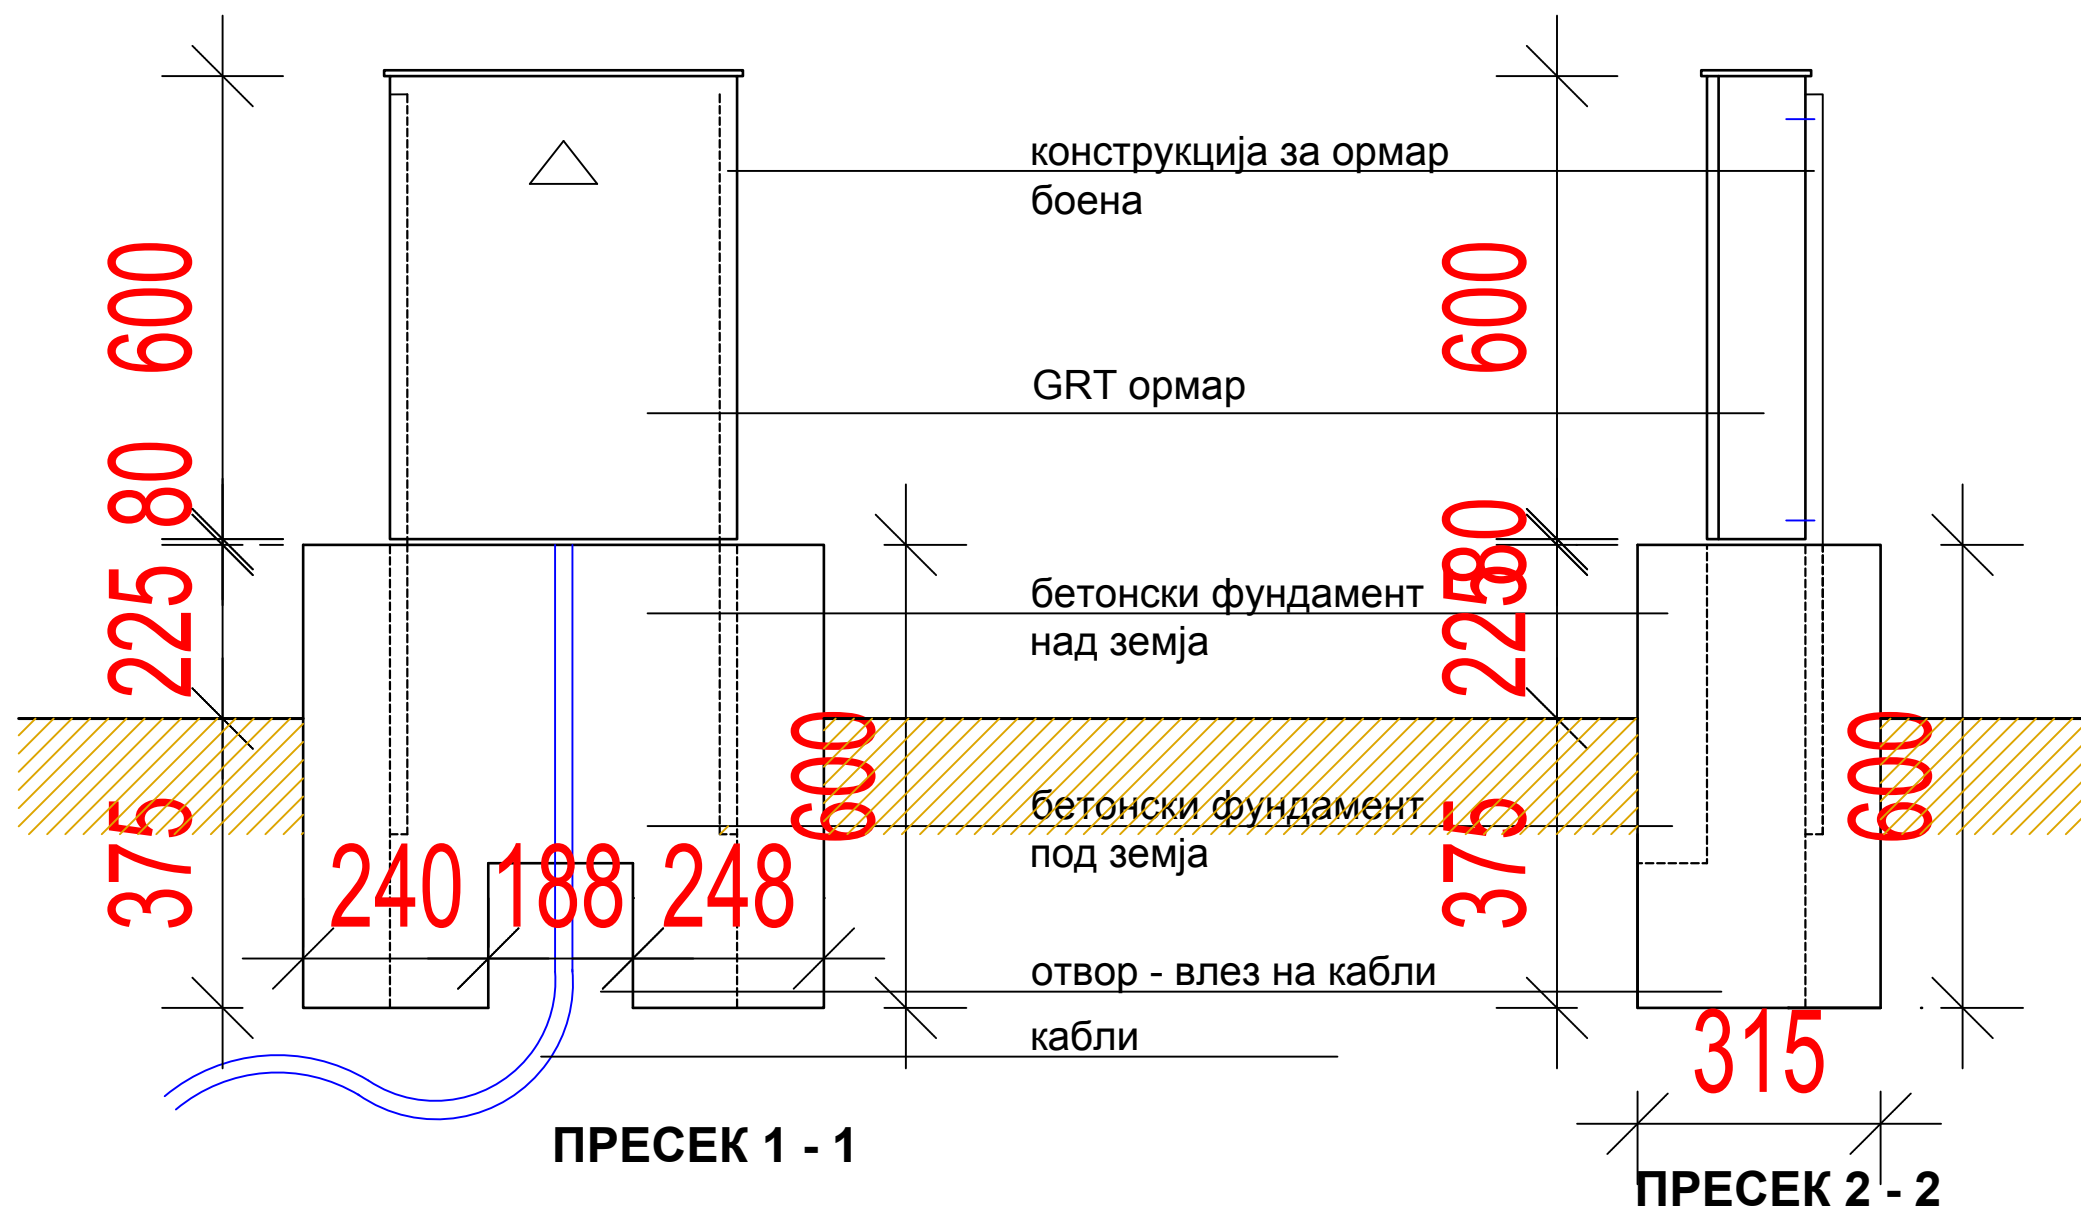 конструкција за ормар
боена
GRT ормар
бетонски фундамент
над земја
бетонски фундамент
под земја
отвор - влез на кабли
кабли
600
80
225
375
240 188 248
600
600
80
225
375
600
315
ПРЕСЕК 1 - 1
ПРЕСЕК 2 - 2